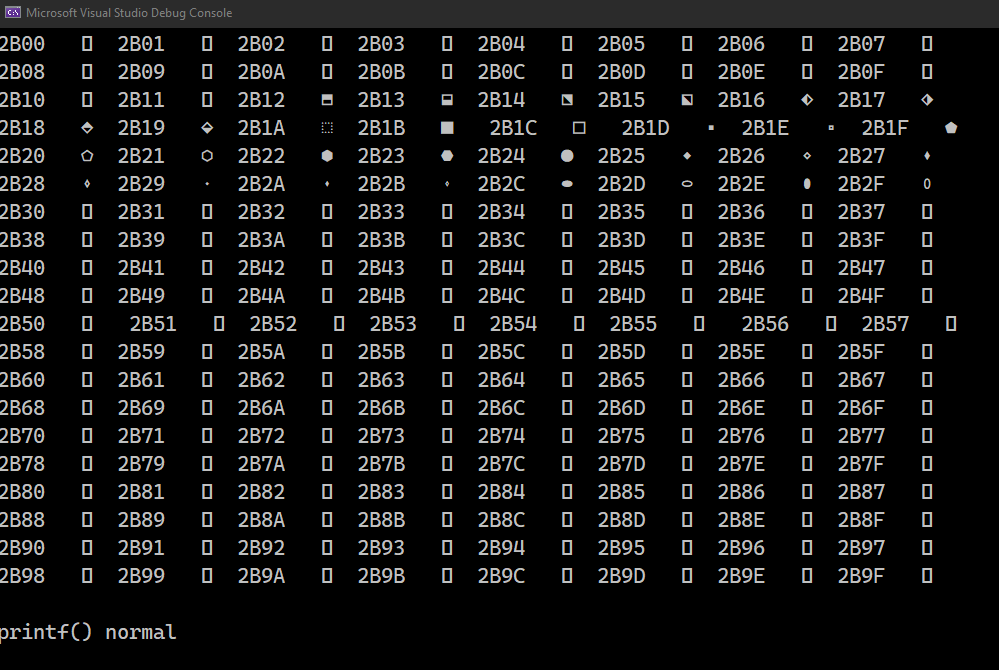 Microsoft Visual Studio Debug Console
2B00 ▯ 2B01 ▯ 2B02 ▯ 2B03 ▯ 2B04 ▯ 2B05 ▯ 2B06 ▯ 2B07 ▯
2B08 ▯ 2B09 ▯ 2B0A ▯ 2B0B ▯ 2B0C ▯ 2B0D ▯ 2B0E ▯ 2B0F ▯
2B10 ▯ 2B11 ▯ 2B12 ⬒ 2B13 ⬓ 2B14 ⬔ 2B15 ⬕ 2B16 ⬖ 2B17 ⬗
2B18 ⬘ 2B19 ⬙ 2B1A ⬚ 2B1B ⬛ 2B1C ⬜ 2B1D ⬝ 2B1E ⬞ 2B1F ⬟
2B20 ⬠ 2B21 ⬡ 2B22 ⬢ 2B23 ⬣ 2B24 ⬤ 2B25 ⬥ 2B26 ⬦ 2B27 ⬧
2B28 ⬨ 2B29 ⬩ 2B2A ⬪ 2B2B ⬫ 2B2C ⬬ 2B2D ⬭ 2B2E ⬮ 2B2F ⬯
2B30 ▯ 2B31 ▯ 2B32 ▯ 2B33 ▯ 2B34 ▯ 2B35 ▯ 2B36 ▯ 2B37 ▯
2B38 ▯ 2B39 ▯ 2B3A ▯ 2B3B ▯ 2B3C ▯ 2B3D ▯ 2B3E ▯ 2B3F ▯
2B40 ▯ 2B41 ▯ 2B42 ▯ 2B43 ▯ 2B44 ▯ 2B45 ▯ 2B46 ▯ 2B47 ▯
2B48 ▯ 2B49 ▯ 2B4A ▯ 2B4B ▯ 2B4C ▯ 2B4D ▯ 2B4E ▯ 2B4F ▯
2B50 ▯ 2B51 ▯ 2B52 ▯ 2B53 ▯ 2B54 ▯ 2B55 ▯ 2B56 ▯ 2B57 ▯
2B58 ▯ 2B59 ▯ 2B5A ▯ 2B5B ▯ 2B5C ▯ 2B5D ▯ 2B5E ▯ 2B5F ▯
2B60 ▯ 2B61 ▯ 2B62 ▯ 2B63 ▯ 2B64 ▯ 2B65 ▯ 2B66 ▯ 2B67 ▯
2B68 ▯ 2B69 ▯ 2B6A ▯ 2B6B ▯ 2B6C ▯ 2B6D ▯ 2B6E ▯ 2B6F ▯
2B70 ▯ 2B71 ▯ 2B72 ▯ 2B73 ▯ 2B74 ▯ 2B75 ▯ 2B76 ▯ 2B77 ▯
2B78 ▯ 2B79 ▯ 2B7A ▯ 2B7B ▯ 2B7C ▯ 2B7D ▯ 2B7E ▯ 2B7F ▯
2B80 ▯ 2B81 ▯ 2B82 ▯ 2B83 ▯ 2B84 ▯ 2B85 ▯ 2B86 ▯ 2B87 ▯
2B88 ▯ 2B89 ▯ 2B8A ▯ 2B8B ▯ 2B8C ▯ 2B8D ▯ 2B8E ▯ 2B8F ▯
2B90 ▯ 2B91 ▯ 2B92 ▯ 2B93 ▯ 2B94 ▯ 2B95 ▯ 2B96 ▯ 2B97 ▯
2B98 ▯ 2B99 ▯ 2B9A ▯ 2B9B ▯ 2B9C ▯ 2B9D ▯ 2B9E ▯ 2B9F ▯
printf() normal